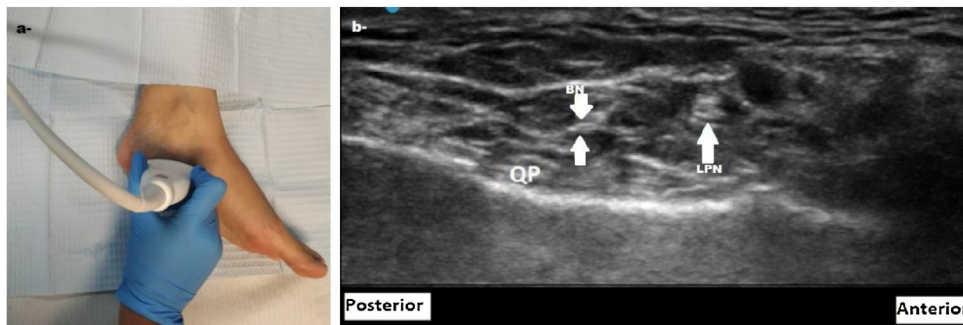 a-
b-
BN
LPN
QP
Posterior
Anterior